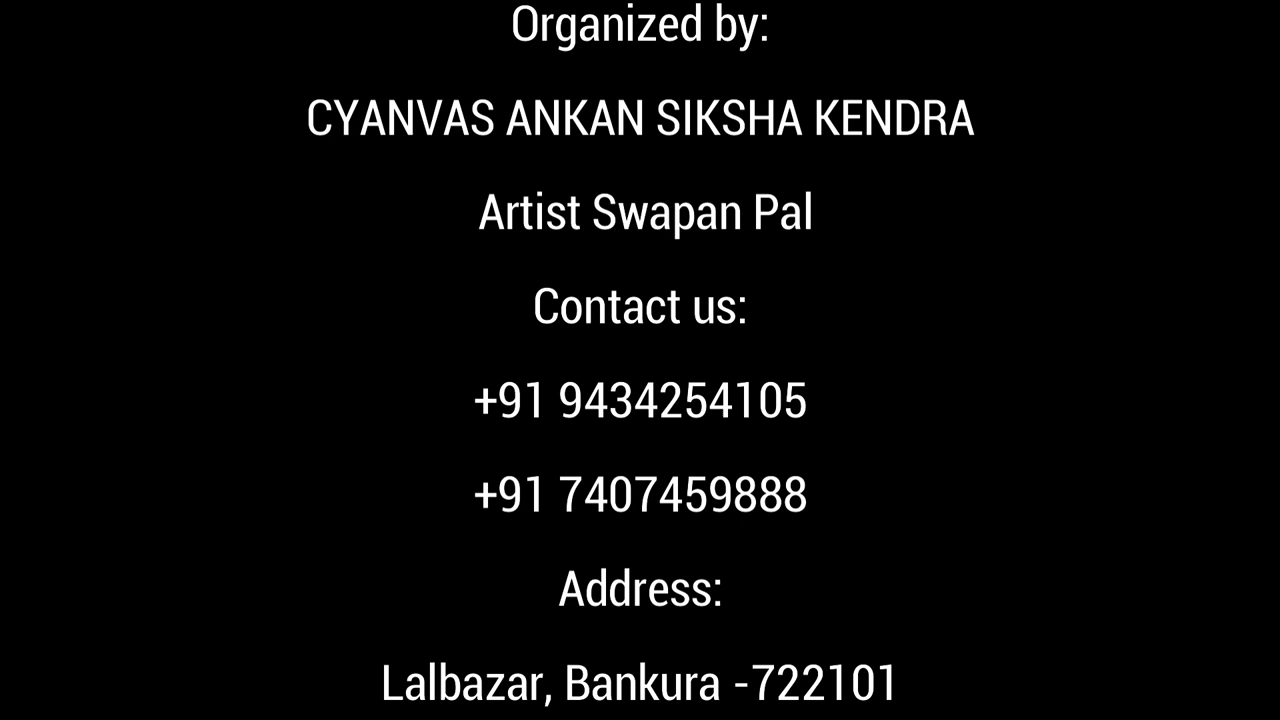 Organized by:
CYANVAS ANKAN SIKSHA KENDRA
Artist Swapan Pal
Contact us:
+91 9434254105
+91 7407459888
Address:
Lalbazar, Bankura -722101